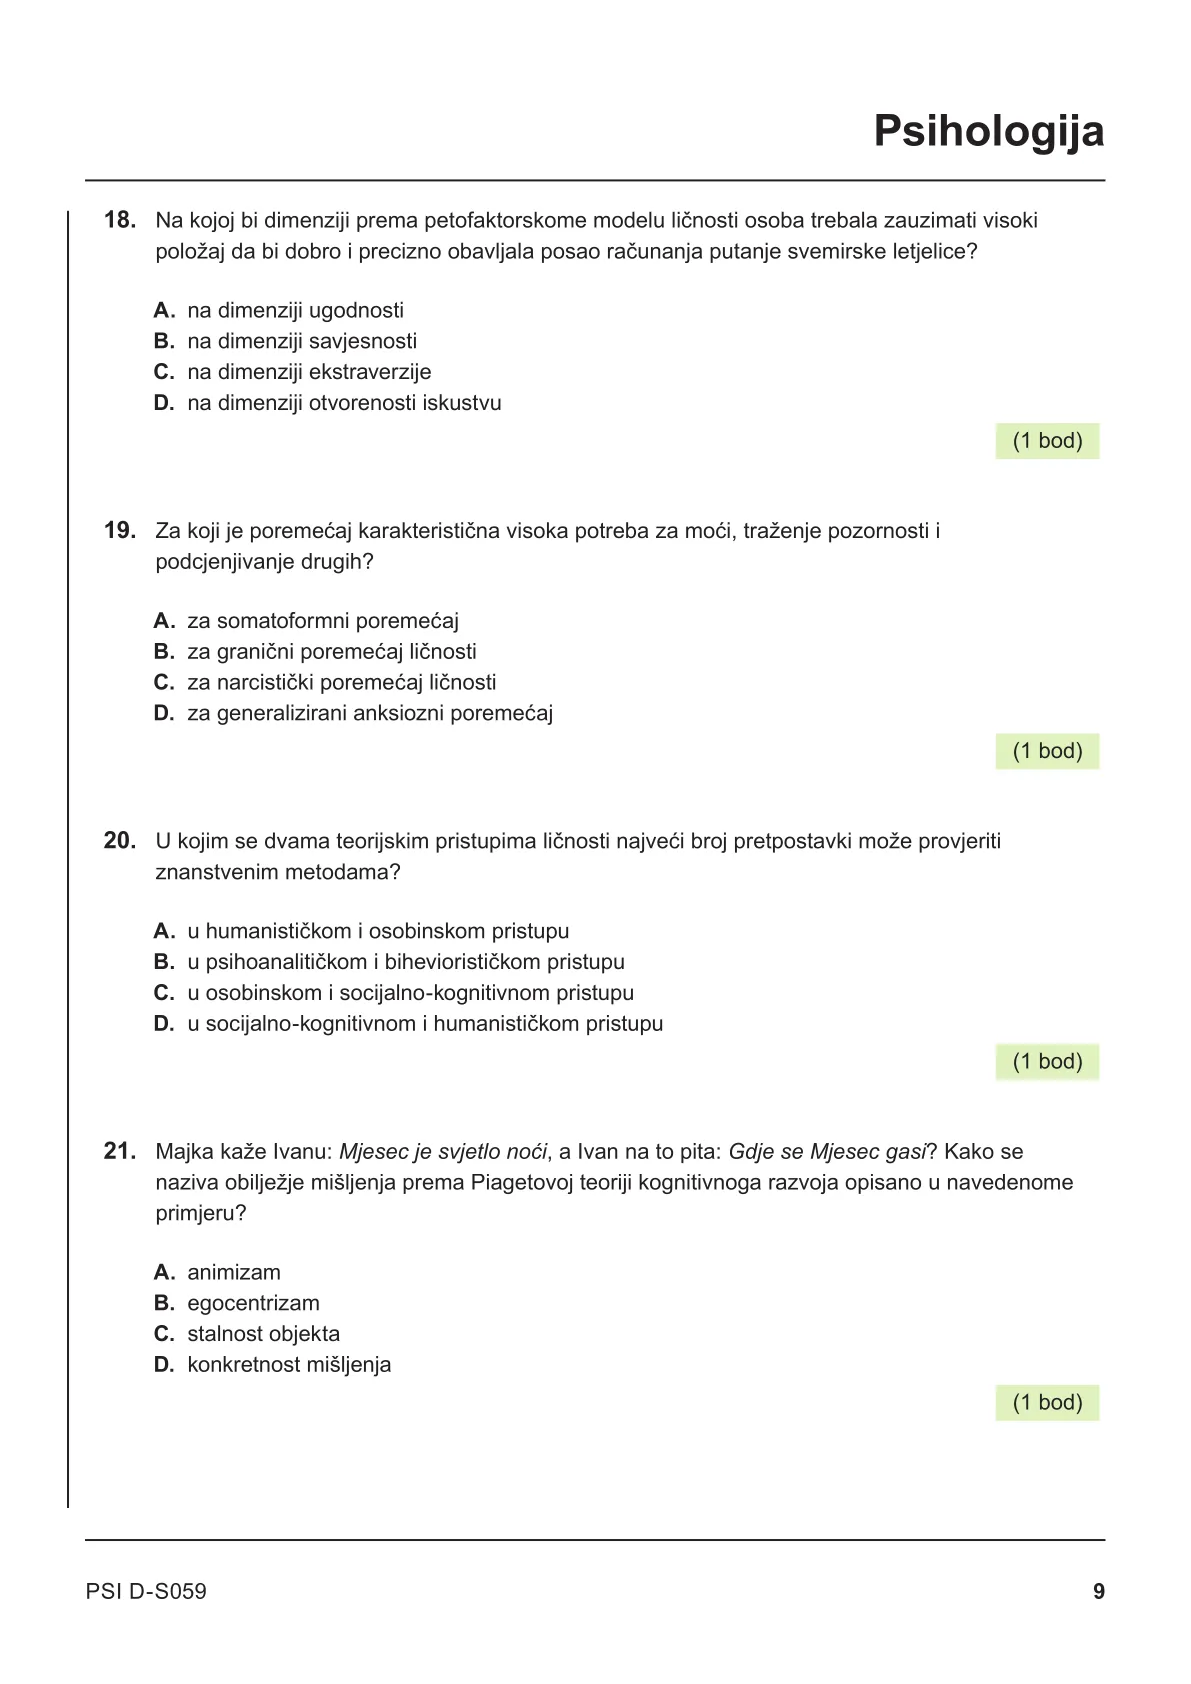 Psihologija
18. Na kojoj bi dimenziji prema petofaktorskome modelu ličnosti osoba trebala zauzimati visoki
položaj da bi dobro i precizno obavljala posao računanja putanje svemirske letjelice?
A. na dimenziji ugodnosti
B. na dimenziji savjesnosti
C. na dimenziji ekstraverzije
D. na dimenziji otvorenosti iskustvu
(1 bod)
19. Za koji je poremećaj karakteristična visoka potreba za moći, traženje pozornosti i
podcjenjivanje drugih?
A. za somatoformni poremećaj
B. za granični poremećaj ličnosti
C. za narcistički poremećaj ličnosti
D. za generalizirani anksiozni poremećaj
(1 bod)
20. U kojim se dvama teorijskim pristupima ličnosti najveći broj pretpostavki može provjeriti
znanstvenim metodama?
A. u humanističkom i osobinskom pristupu
B. u psihoanalitičkom i biheviorističkom pristupu
C. u osobinskom i socijalno-kognitivnom pristupu
D. u socijalno-kognitivnom i humanističkom pristupu
(1 bod)
21. Majka kaže Ivanu: Mjesec je svjetlo noći, a Ivan na to pita: Gdje se Mjesec gasi? Kako se
naziva obilježje mišljenja prema Piagetovoj teoriji kognitivnoga razvoja opisano u navedenome
primjeru?
A. animizam
B. egocentrizam
C. stalnost objekta
D. konkretnost mišljenja
(1 bod)
PSI D-S059
9